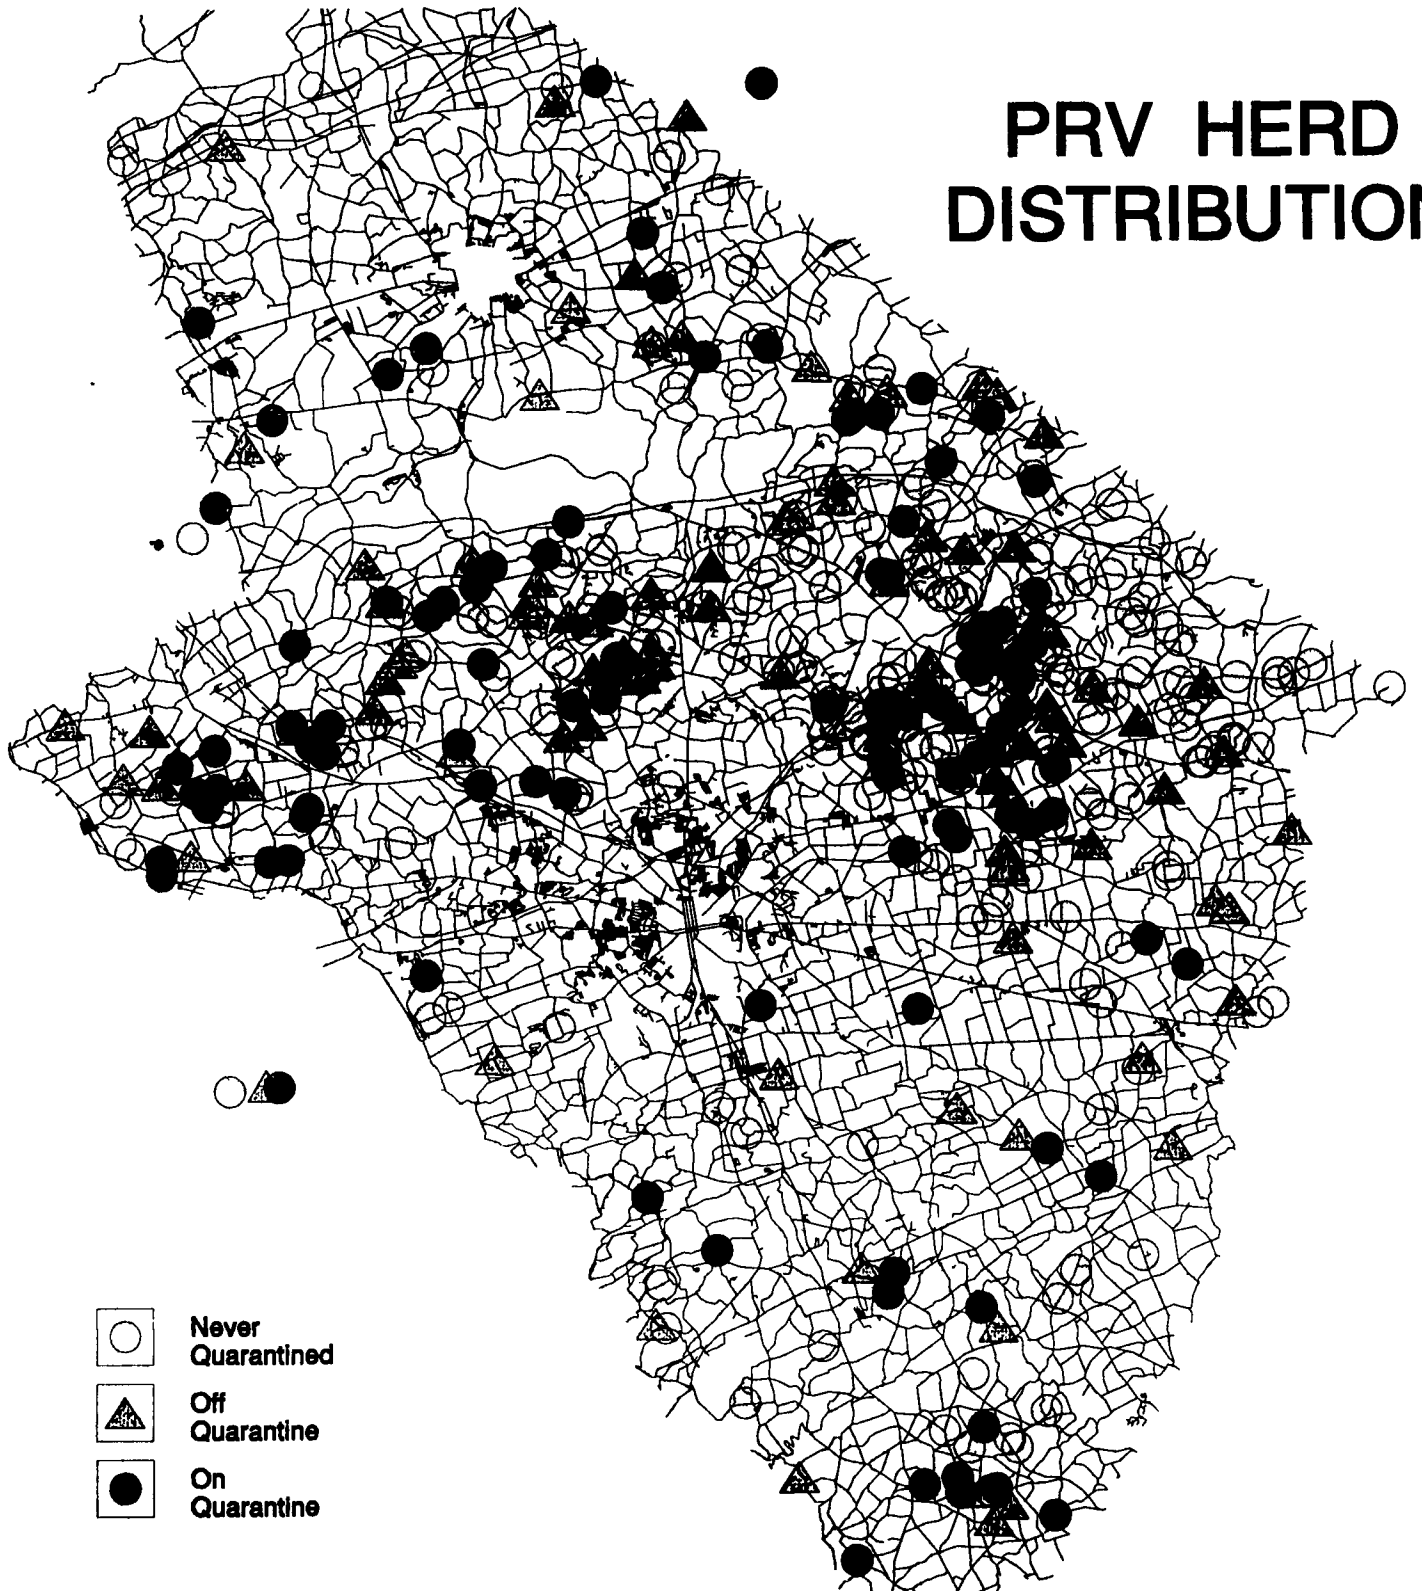 PRV HERD
DISTRIBUTION
Never
Quarantined
Off
Quarantine
On
Quarantine